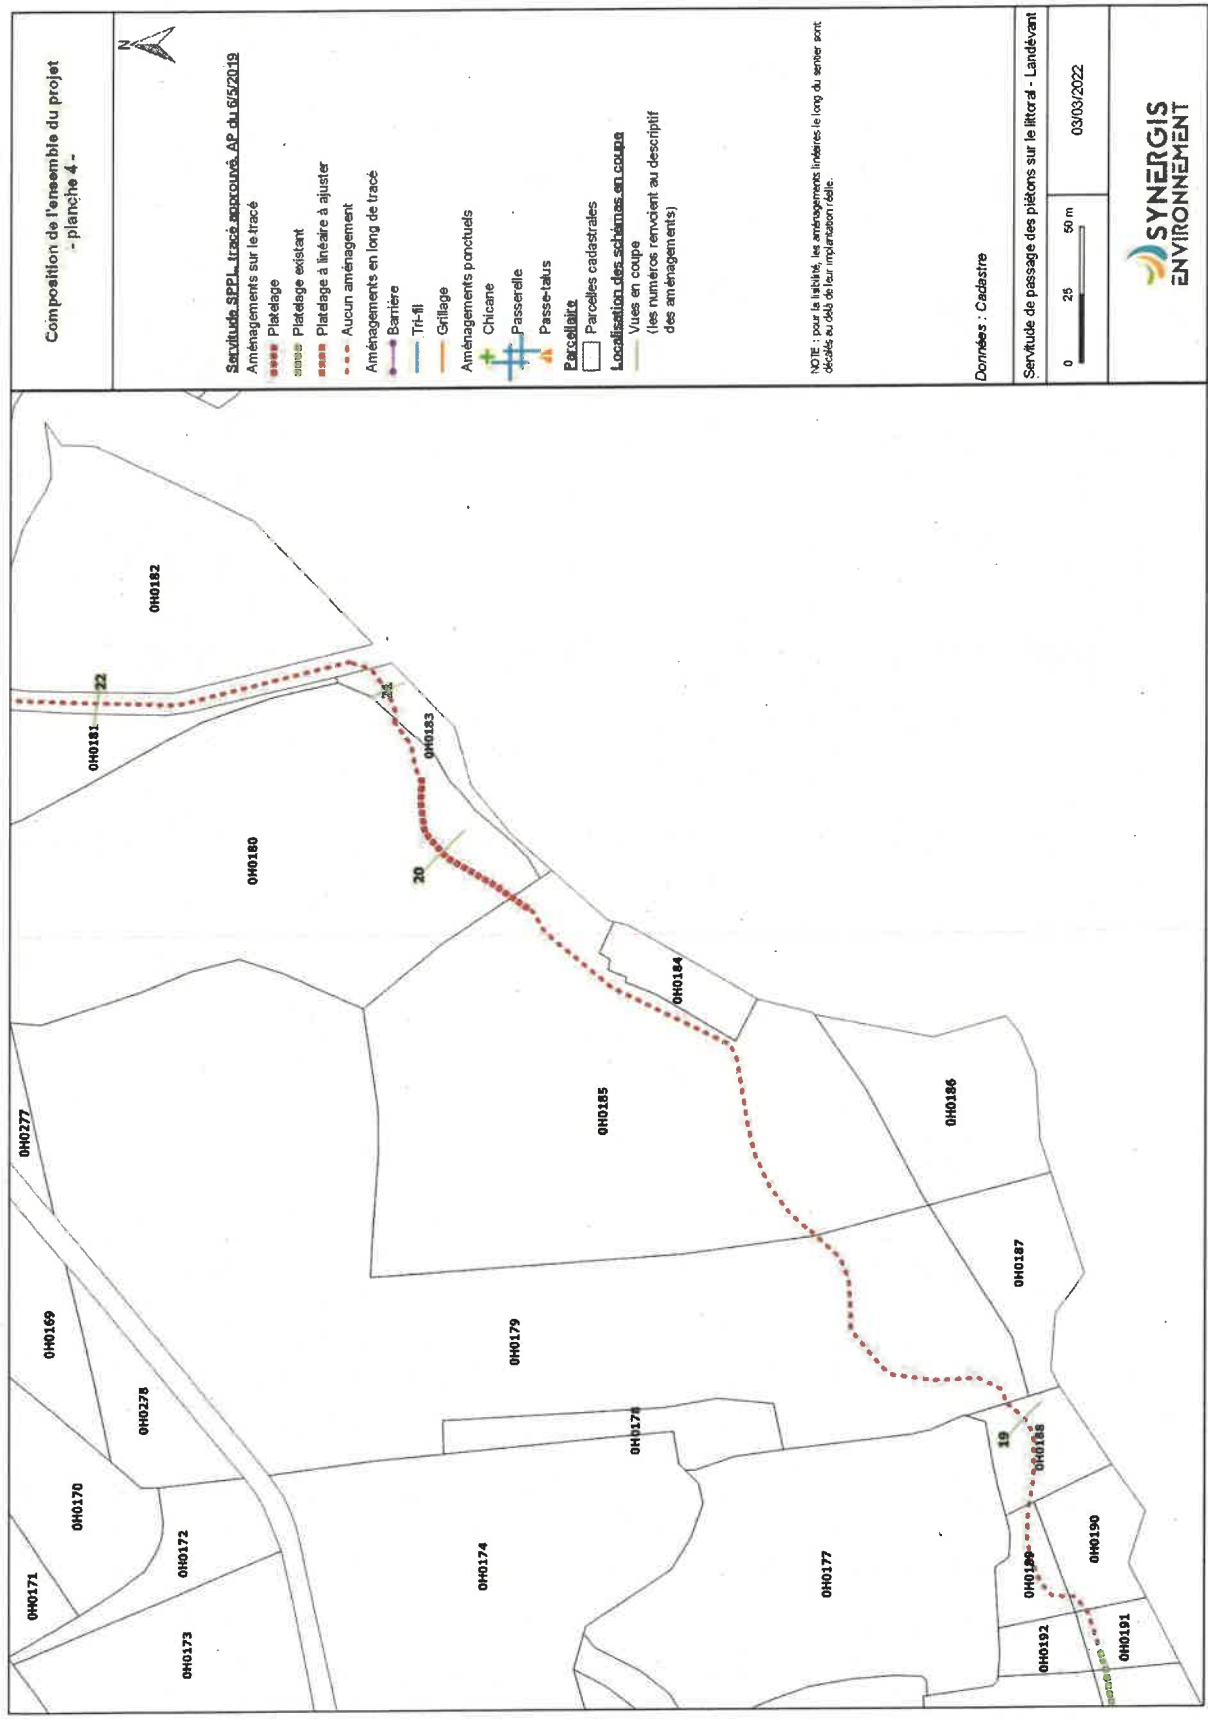 Composition de l'ensemble du projet
- planche 4 -
N
Servitude SPPL, tracé approuvé, AP du 6/5/2019
Aménagements sur le tracé
Platelage
Platelage existant
Platelage à linéaire à ajuster
Aucun aménagement
Aménagements en long de tracé
Barrière
Tri-fil
Grillage
Aménagements ponctuels
Chicane
Passerelle
Passe-talus
Parcellaire
Parcelles cadastrales
Localisation des schémas en coupe
Vues en coupe
(les numéros renvoient au descriptif
des aménagements)
NOTE : pour la lisibilité, les aménagements linéaires le long du sentier sont
décalés au delà de leur implantation réelle.
Données : Cadastre
Servitude de passage des piétons sur le littoral - Landévant
0 25 50 m
03/03/2022
SYNERGIS
ENVIRONNEMENT
0H0171
0H0170
0H0169
0H0277
0H0181
22
0H0182
0H0173
0H0172
0H0278
0H0180
21
0H0183
20
0H0174
0H0178
0H0179
0H0185
0H0184
0H0177
19
0H0188
0H0187
0H0186
0H0192
0H0189
0H0191
0H0190